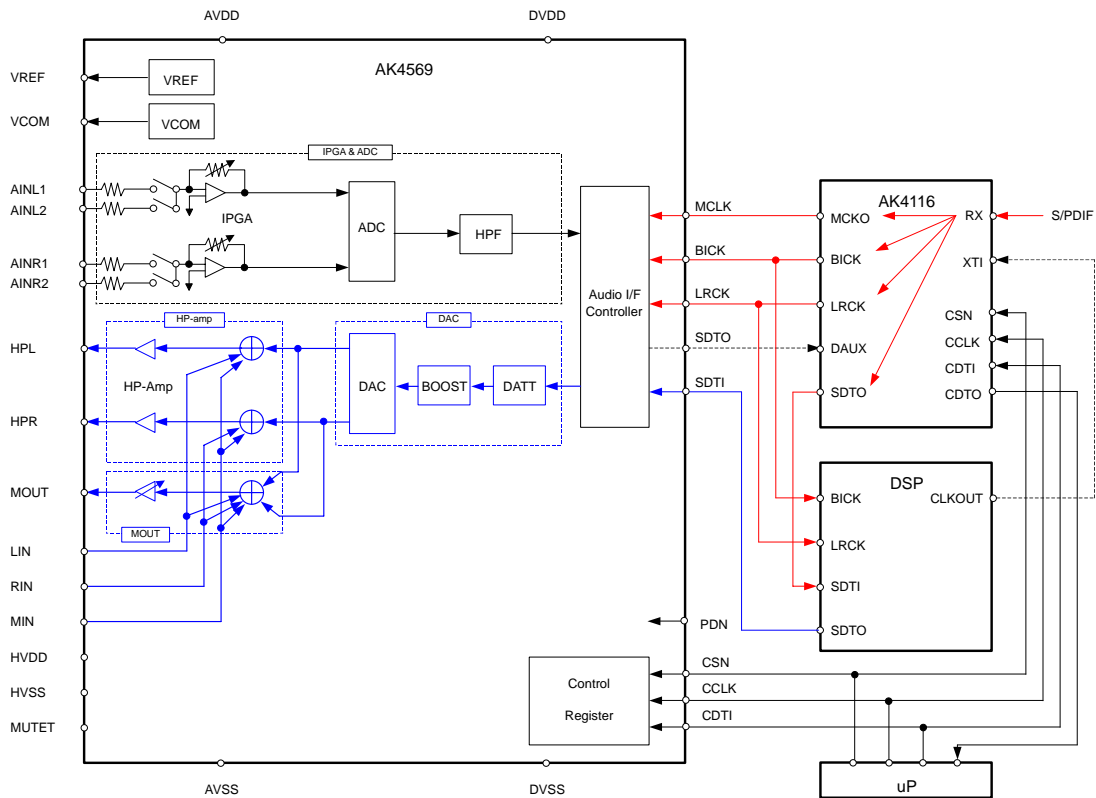 AVDD
DVDD
AK4569
VREF
VREF
VCOM
VCOM
IPGA & ADC
AINL1
AINL2
IPGA
AINR1
AINR2
ADC
HPF
Audio I/F
Controller
MCLK
BICK
LRCK
SDTO
SDTI
AK4116
MCKO
RX
S/PDIF
BICK
XTI
LRCK
CSN
CCLK
DAUX
CDTI
SDTO
CDTO
HP-amp
DAC
HPL
HP-Amp
DAC
BOOST
DATT
HPR
MOUT
MOUT
LIN
RIN
MIN
HVDD
HVSS
MUTET
DSP
BICK
CLKOUT
LRCK
SDTI
SDTO
PDN
CSN
CCLK
CDTI
Control
Register
uP
AVSS
DVSS